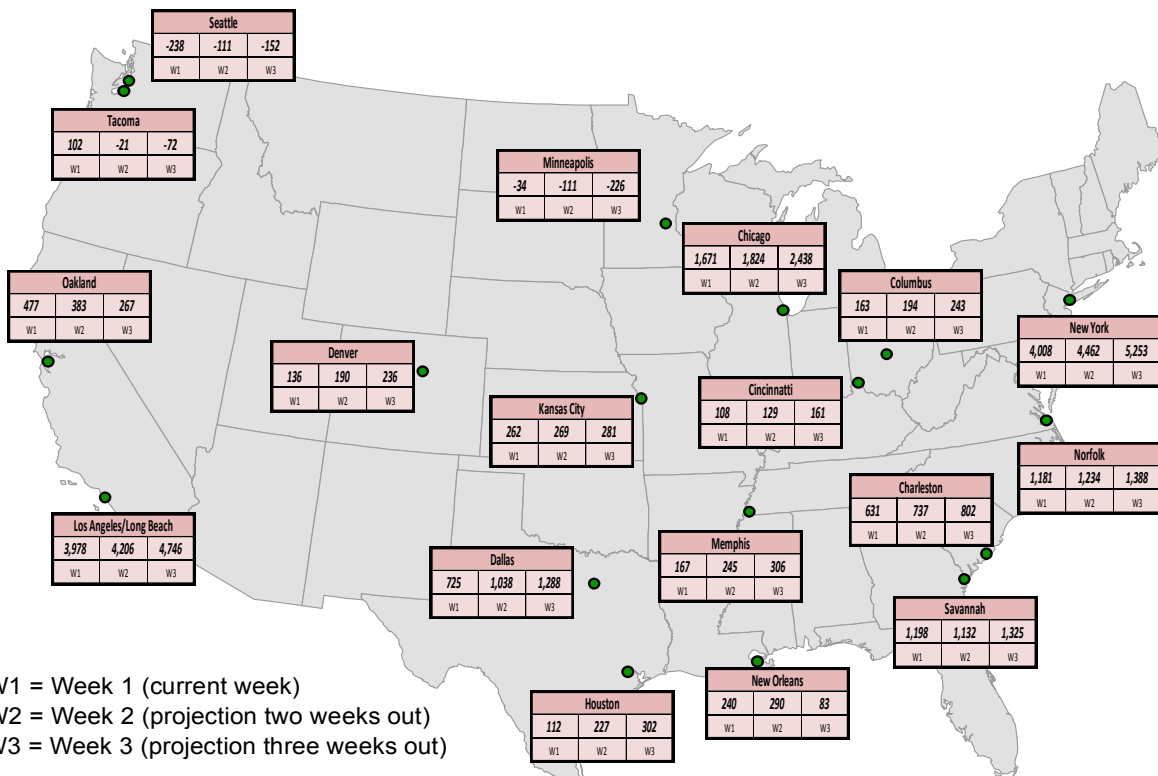 Seattle
-238 -111 -152
W1 W2 W3
Tacoma
102 -21 -72
W1 W2 W3
Minneapolis
-34 -111 -226
W1 W2 W3
Chicago
1,671 1,824 2,438
W1 W2 W3
Oakland
477 383 267
W1 W2 W3
Columbus
163 194 243
W1 W2 W3
New York
4,008 4,462 5,253
W1 W2 W3
Denver
136 190 236
W1 W2 W3
Cincinnatti
108 129 161
W1 W2 W3
Kansas City
262 269 281
W1 W2 W3
Norfolk
1,181 1,234 1,388
W1 W2 W3
Charleston
631 737 802
W1 W2 W3
Los Angeles/Long Beach
3,978 4,206 4,746
W1 W2 W3
Memphis
167 245 306
W1 W2 W3
Dallas
725 1,038 1,288
W1 W2 W3
Savannah
1,198 1,132 1,325
W1 W2 W3
New Orleans
240 290 83
W1 W2 W3
Houston
112 227 302
W1 W2 W3
W1 = Week 1 (current week)
W2 = Week 2 (projection two weeks out)
W3 = Week 3 (projection three weeks out)